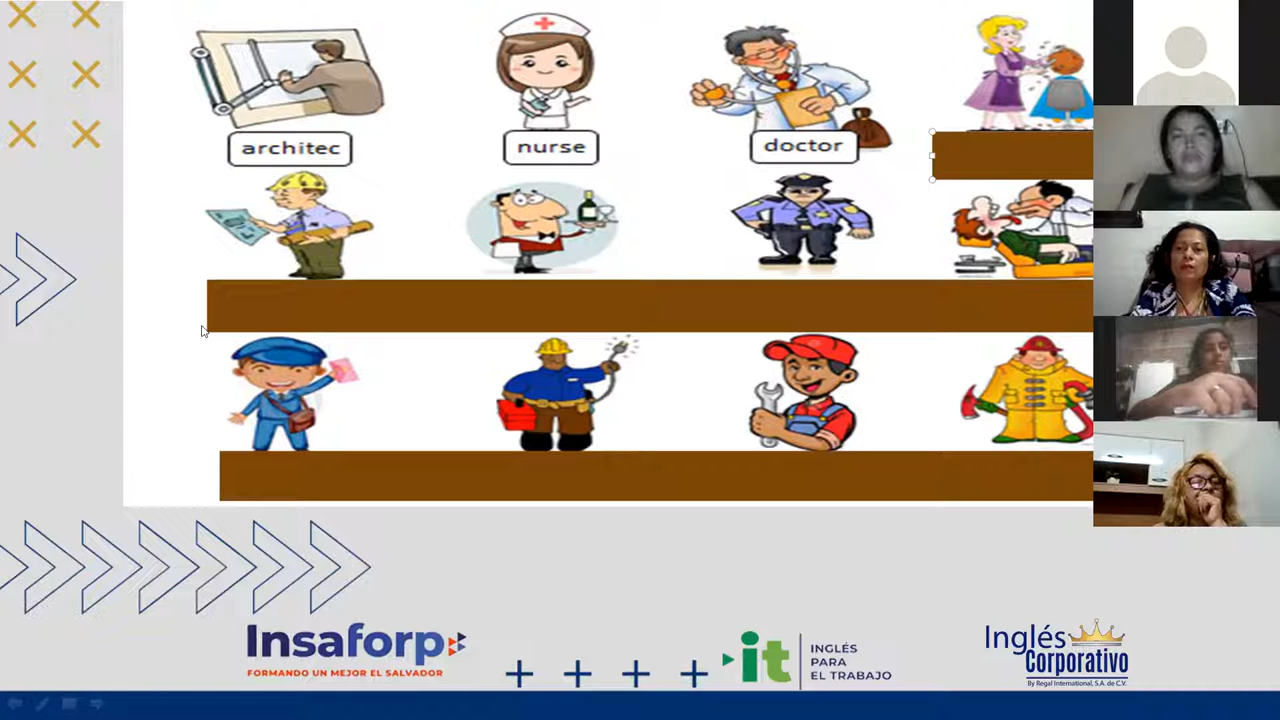 architec
nurse
doctor
Insaforp
FORMANDO UN MEJOR EL SALVADOR
it
INGLÉS
PARA
EL TRABAJO
Inglés
Corporativo
By Regal International, S.A. de C.V.